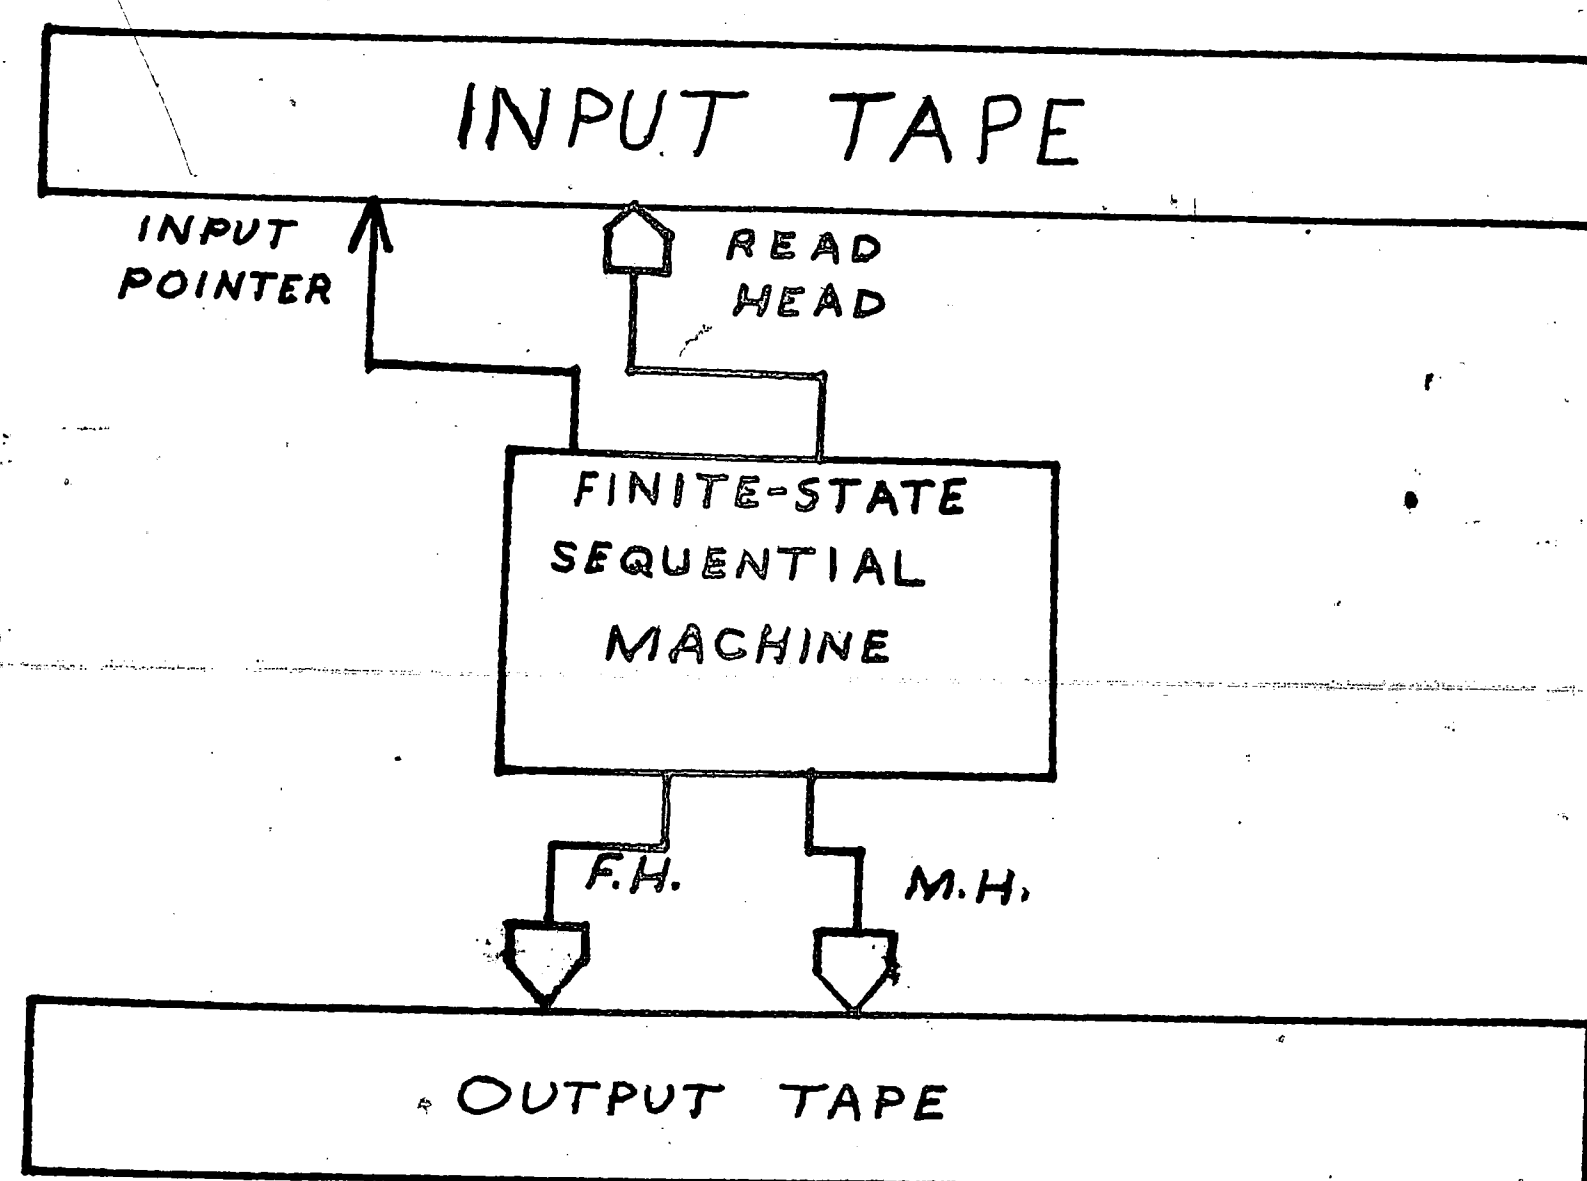 INPUT TAPE
INPUT
POINTER
READ
HEAD
FINITE-STATE
SEQUENTIAL
MACHINE
F.H.
M.H.
OUTPUT TAPE